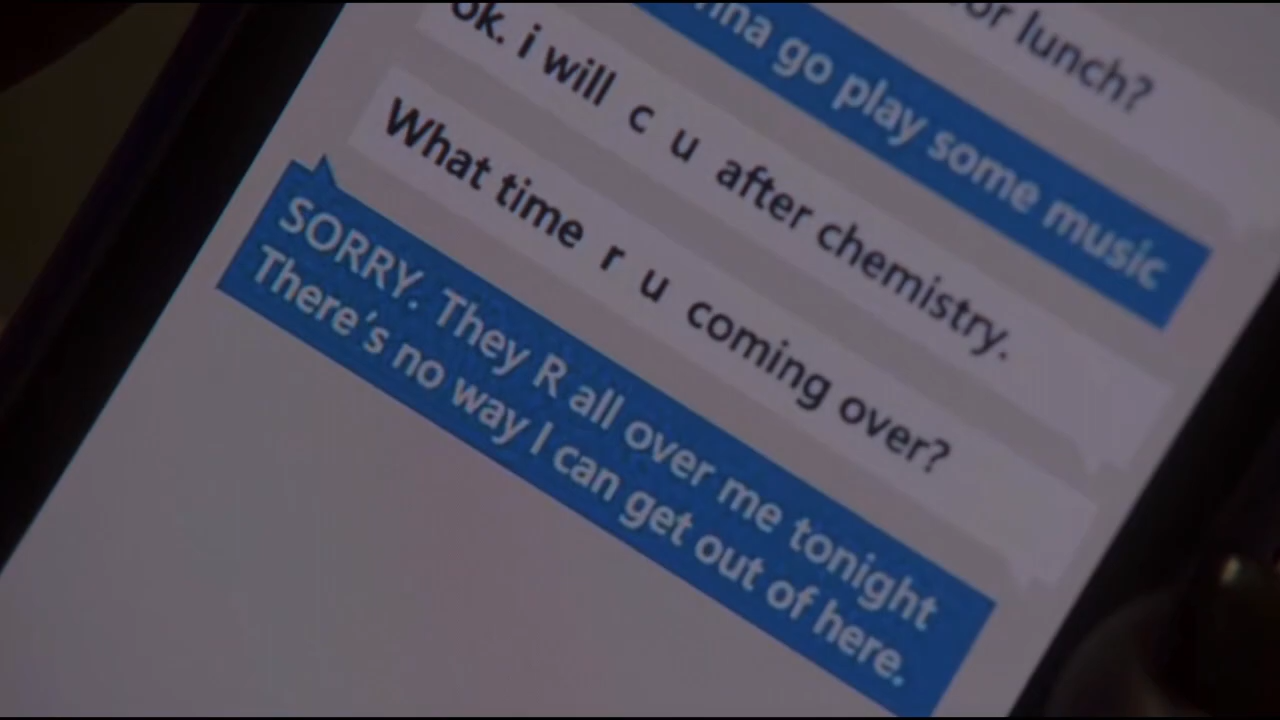 lunch?
go play some music
ok. i will c u after chemistry.
What time r u coming over?
SORRY. They R all over me tonight
There's no way I can get out of here.